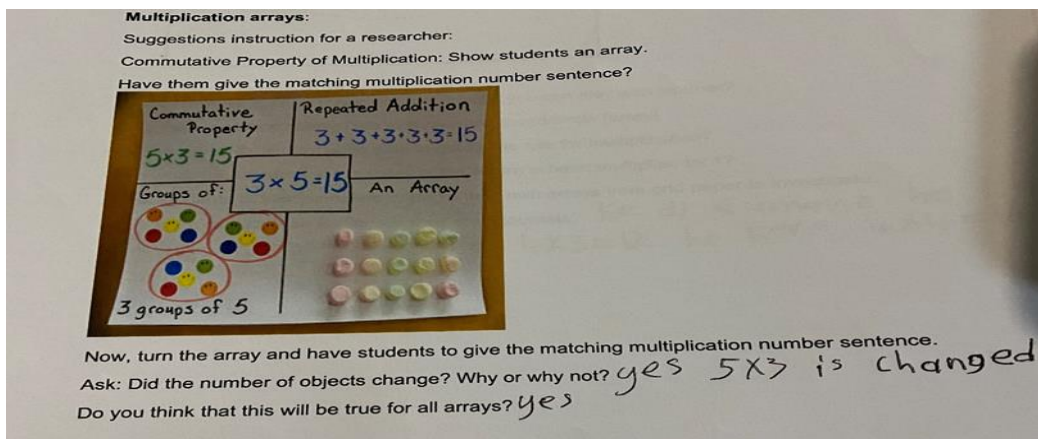 Multiplication arrays:
Suggestions instruction for a researcher:
Commutative Property of Multiplication: Show students an array.
Have them give the matching multiplication number sentence?
Commutative
Property
5×3=15
Repeated Addition
3+3+3+3+3=15
3×5=15
Groups of:
3 groups of 5
An Array
Now, turn the array and have students to give the matching multiplication number sentence.
Ask: Did the number of objects change? Why or why not? yes 5X3 is changed
Do you think that this will be true for all arrays? yes